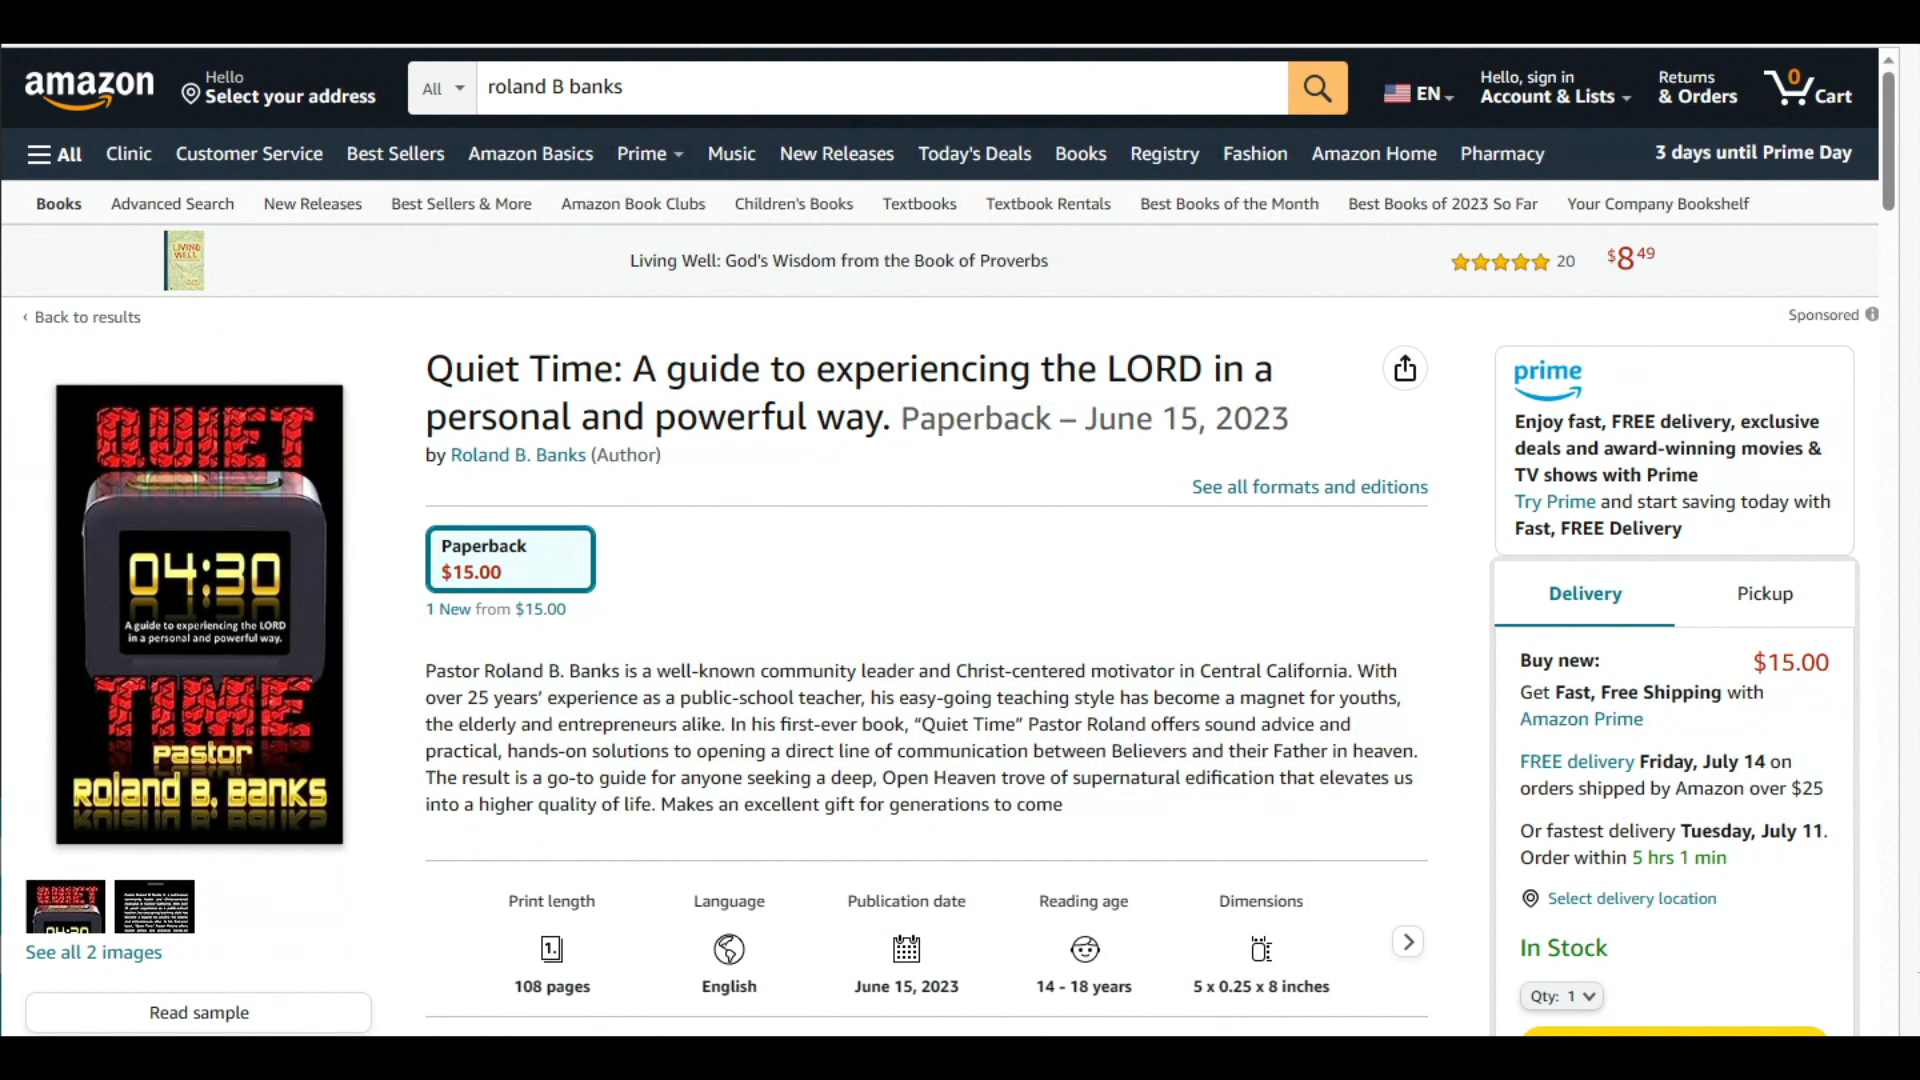 amazon
Hello
Select your address
All
roland B banks
EN
Hello, sign in
Account & Lists
Returns
& Orders
0
Cart
All
Clinic
Customer Service
Best Sellers
Amazon Basics
Prime
Music
New Releases
Today's Deals
Books
Registry
Fashion
Amazon Home
Pharmacy
3 days until Prime Day
Books
Advanced Search
New Releases
Best Sellers & More
Amazon Book Clubs
Children's Books
Textbooks
Textbook Rentals
Best Books of the Month
Best Books of 2023 So Far
Your Company Bookshelf
LIVING
WELL
Living Well: God's Wisdom from the Book of Proverbs
20
$8 49
‹ Back to results
Sponsored
QUIET
04:30
A guide to experiencing the LORD
in a personal and powerful way.
TIME
Pastor
Roland B. Banks
See all 2 images
Read sample
Quiet Time: A guide to experiencing the LORD in a
personal and powerful way. Paperback – June 15, 2023
by Roland B. Banks (Author)
See all formats and editions
Paperback
$15.00
1 New from $15.00
Pastor Roland B. Banks is a well-known community leader and Christ-centered motivator in Central California. With
over 25 years’ experience as a public-school teacher, his easy-going teaching style has become a magnet for youths,
the elderly and entrepreneurs alike. In his first-ever book, “Quiet Time” Pastor Roland offers sound advice and
practical, hands-on solutions to opening a direct line of communication between Believers and their Father in heaven.
The result is a go-to guide for anyone seeking a deep, Open Heaven trove of supernatural edification that elevates us
into a higher quality of life. Makes an excellent gift for generations to come
Print length
1.
108 pages
Language
English
Publication date
June 15, 2023
Reading age
14 - 18 years
Dimensions
5 x 0.25 x 8 inches
prime
Enjoy fast, FREE delivery, exclusive
deals and award-winning movies &
TV shows with Prime
Try Prime and start saving today with
Fast, FREE Delivery
Delivery
Pickup
Buy new:
$15.00
Get Fast, Free Shipping with
Amazon Prime
FREE delivery Friday, July 14 on
orders shipped by Amazon over $25
Or fastest delivery Tuesday, July 11.
Order within 5 hrs 1 min
Select delivery location
In Stock
Qty: 1